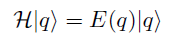 ℋ|q⟩ = E(q)|q⟩